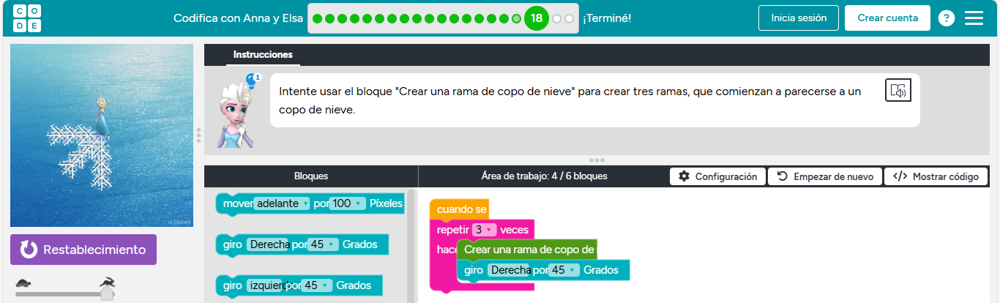 CODE
Codifica con Anna y Elsa
18
¡Terminé!
Inicia sesión
Crear cuenta
?
Instrucciones
1
Intente usar el bloque "Crear una rama de copo de nieve" para crear tres ramas, que comienzan a parecerse a un
copo de nieve.
© Disney
Restablecimiento
Bloques
Área de trabajo: 4 / 6 bloques
Configuración
Empezar de nuevo
Mostrar código
mover adelante por 100 Píxeles
giro Derecha por 45 Grados
giro por 45 Grados
cuando se
repetir 3 veces
hace Crear una rama de copo de
giro Derecha por 45 Grados